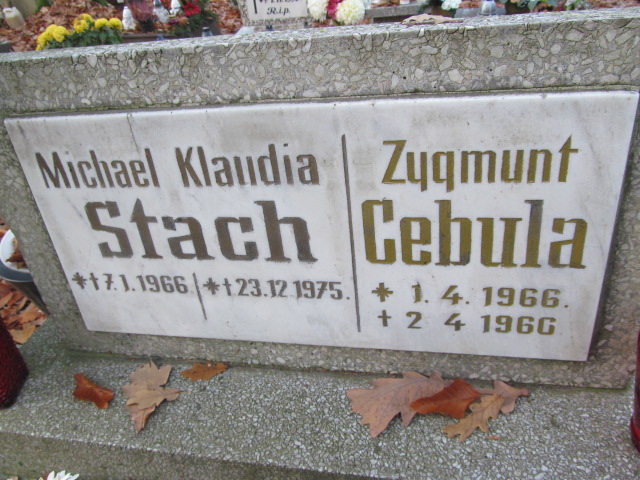 R.i.p.
Michael Klaudia
Stach
*† 7.1.1966 *† 23.12 1975.
Zygmunt
Cebula
* 1. 4. 1966.
† 2 4 1966